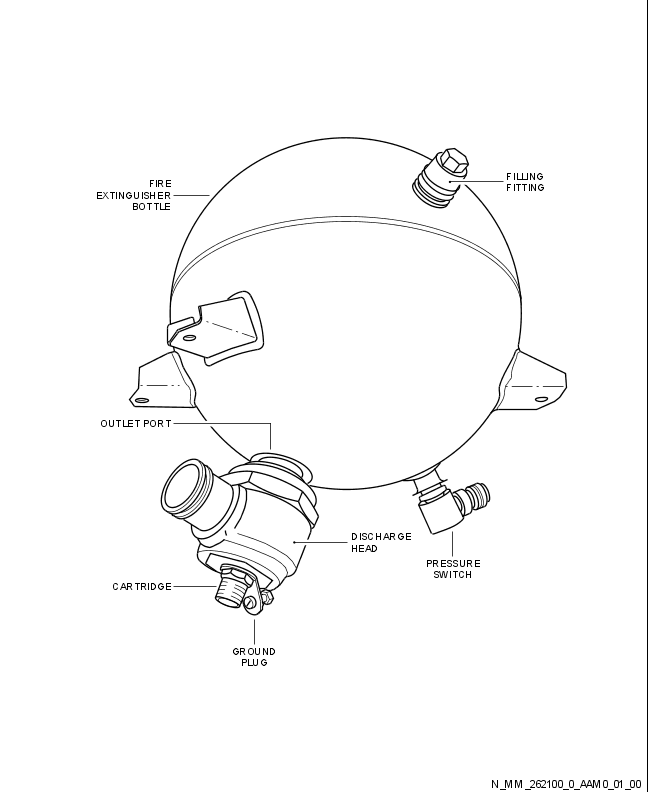 FIRE
EXTINGUISHER
BOTTLE
FILLING
FITTING
OUTLET PORT
DISCHARGE
HEAD
PRESSURE
SWITCH
CARTRIDGE
GROUND
PLUG
N_MM_262100_0_AAM0_01_00